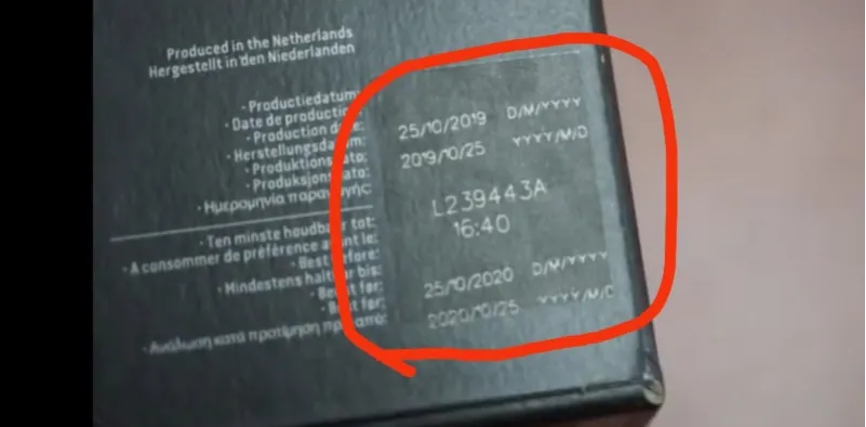 Produced in the Netherlands
Hergestellt in den Niederlanden
· Productiedatum:
· Date de production:
· Production date: 25/10/2019 D/M/YYYY
· Herstellungsdatum:
· Produktionsdato: 2019/10/25 YYYY/M/D
· Produksjonsdato:
· Ημερομηνία παραγωγής:
L239443A
16:40
· Ten minste houdbaar tot:
· A consommer de préférence avant le:
· Best before:
· Mindestens haltbar bis: 25/10/2020 D/M/YYYY
· Bedst før:
· Best før: 2020/10/25 YYYY/M/D
· Ανάλωση κατά προτίμηση πριν από: